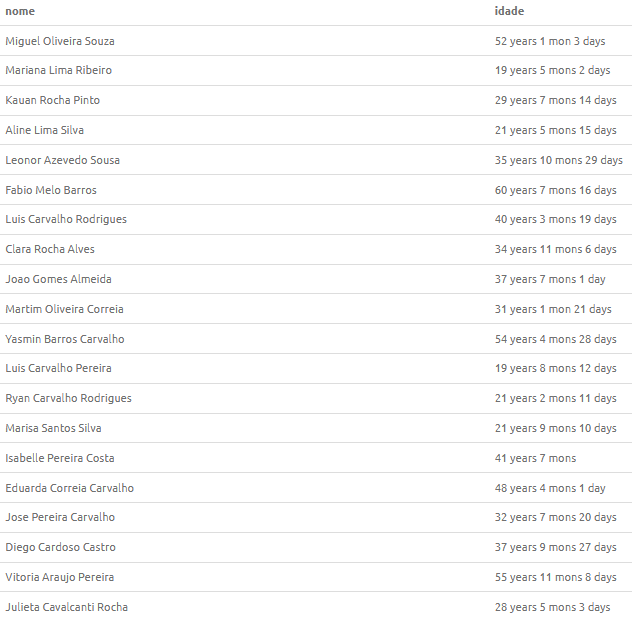 nome idade
Miguel Oliveira Souza 52 years 1 mon 3 days
Mariana Lima Ribeiro 19 years 5 mons 2 days
Kauan Rocha Pinto 29 years 7 mons 14 days
Aline Lima Silva 21 years 5 mons 15 days
Leonor Azevedo Sousa 35 years 10 mons 29 days
Fabio Melo Barros 60 years 7 mons 16 days
Luis Carvalho Rodrigues 40 years 3 mons 19 days
Clara Rocha Alves 34 years 11 mons 6 days
Joao Gomes Almeida 37 years 7 mons 1 day
Martim Oliveira Correia 31 years 1 mon 21 days
Yasmin Barros Carvalho 54 years 4 mons 28 days
Luis Carvalho Pereira 19 years 8 mons 12 days
Ryan Carvalho Rodrigues 21 years 2 mons 11 days
Marisa Santos Silva 21 years 9 mons 10 days
Isabelle Pereira Costa 41 years 7 mons
Eduarda Correia Carvalho 48 years 4 mons 1 day
Jose Pereira Carvalho 32 years 7 mons 20 days
Diego Cardoso Castro 37 years 9 mons 27 days
Vitoria Araujo Pereira 55 years 11 mons 8 days
Julieta Cavalcanti Rocha 28 years 5 mons 3 days